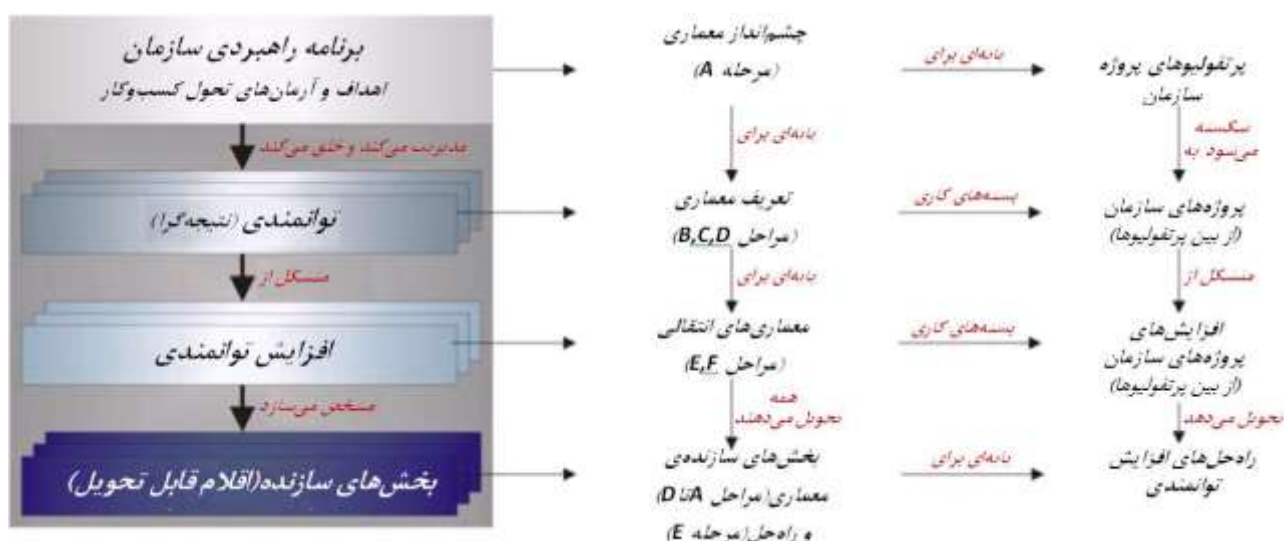 برنامه راهبردی سازمان
اهداف و آرمان‌های تحول کسب‌وکار
مدیریت می‌کند و خلق می‌کند
توانمندی (نتیجه‌گرا)
متشکل از
افزایش توانمندی
مشخص می‌سازد
بخش‌های سازنده(اقلام قابل تحویل)
چشم‌انداز معماری
(مرحله A)
پایه‌ای برای
تعریف معماری
(مراحل B,C,D)
پایه‌ای برای
معماری‌های انتقالی
(مراحل E,F)
همه
تحویل می‌دهند
بخش‌های سازنده‌ی
معماری(مراحل A تا D
و راه‌حل(مرحله E)
پایه‌ای برای
بسته‌های کاری
بسته‌های کاری
پایه‌ای برای
پرتفولیوهای پروژه
سازمان
شکسته
می‌شود به
پروژه‌های سازمان
(از بین پرتفولیوها)
متشکل از
افزایش‌های
پروژه‌های سازمان
(از بین پرتفولیوها)
تحویل می‌دهد
راه‌حل‌های افزایش
توانمندی